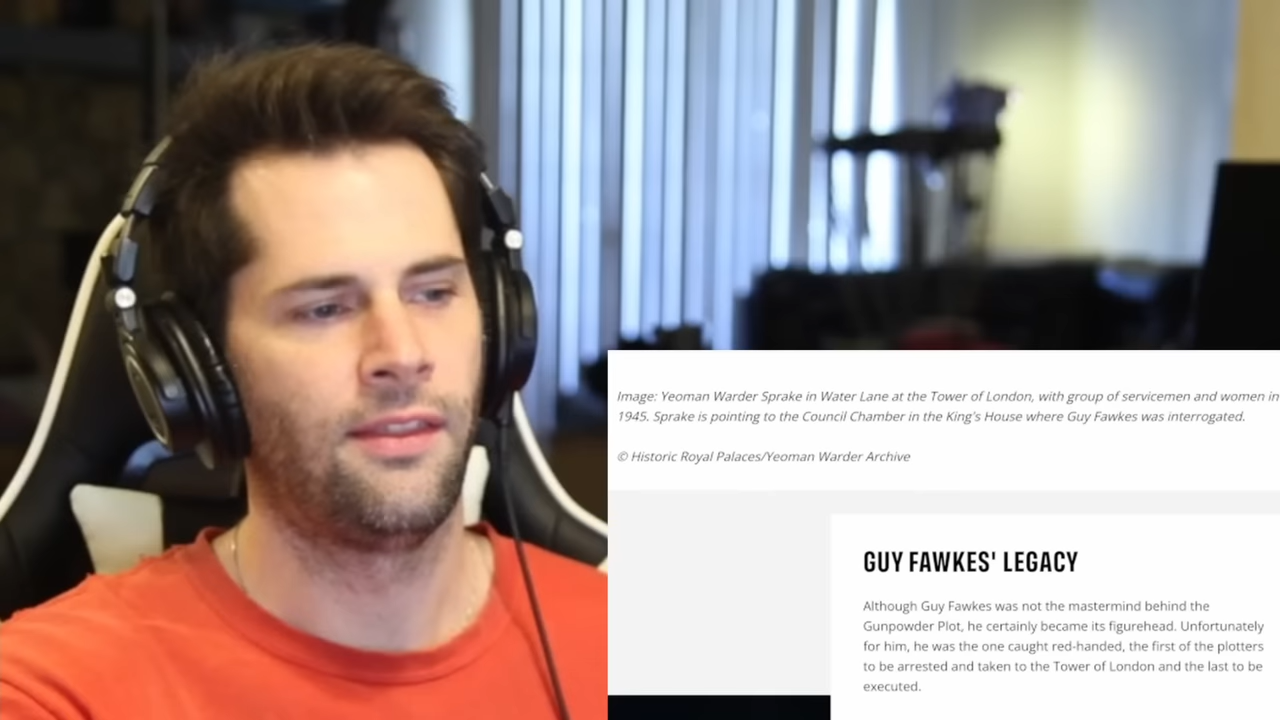 Image: Yeoman Warder Sprake in Water Lane at the Tower of London, with group of servicemen and women in
1945. Sprake is pointing to the Council Chamber in the King's House where Guy Fawkes was interrogated.
© Historic Royal Palaces/Yeoman Warder Archive
GUY FAWKES' LEGACY
Although Guy Fawkes was not the mastermind behind the
Gunpowder Plot, he certainly became its figurehead. Unfortunately
for him, he was the one caught red-handed, the first of the plotters
to be arrested and taken to the Tower of London and the last to be
executed.